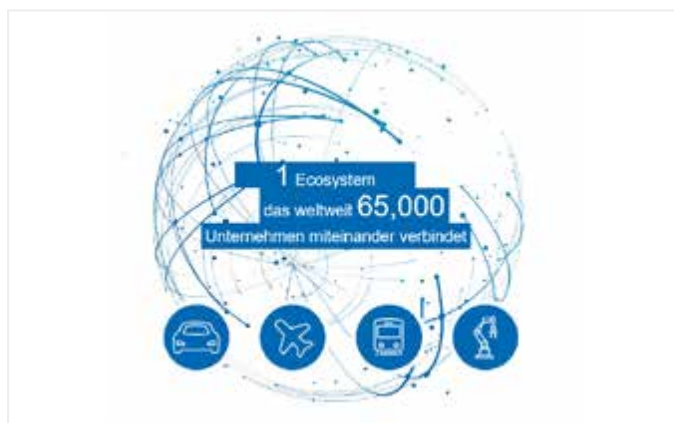 1 Ecosystem
das weltweit 65,000
Unternehmen miteinander verbindet